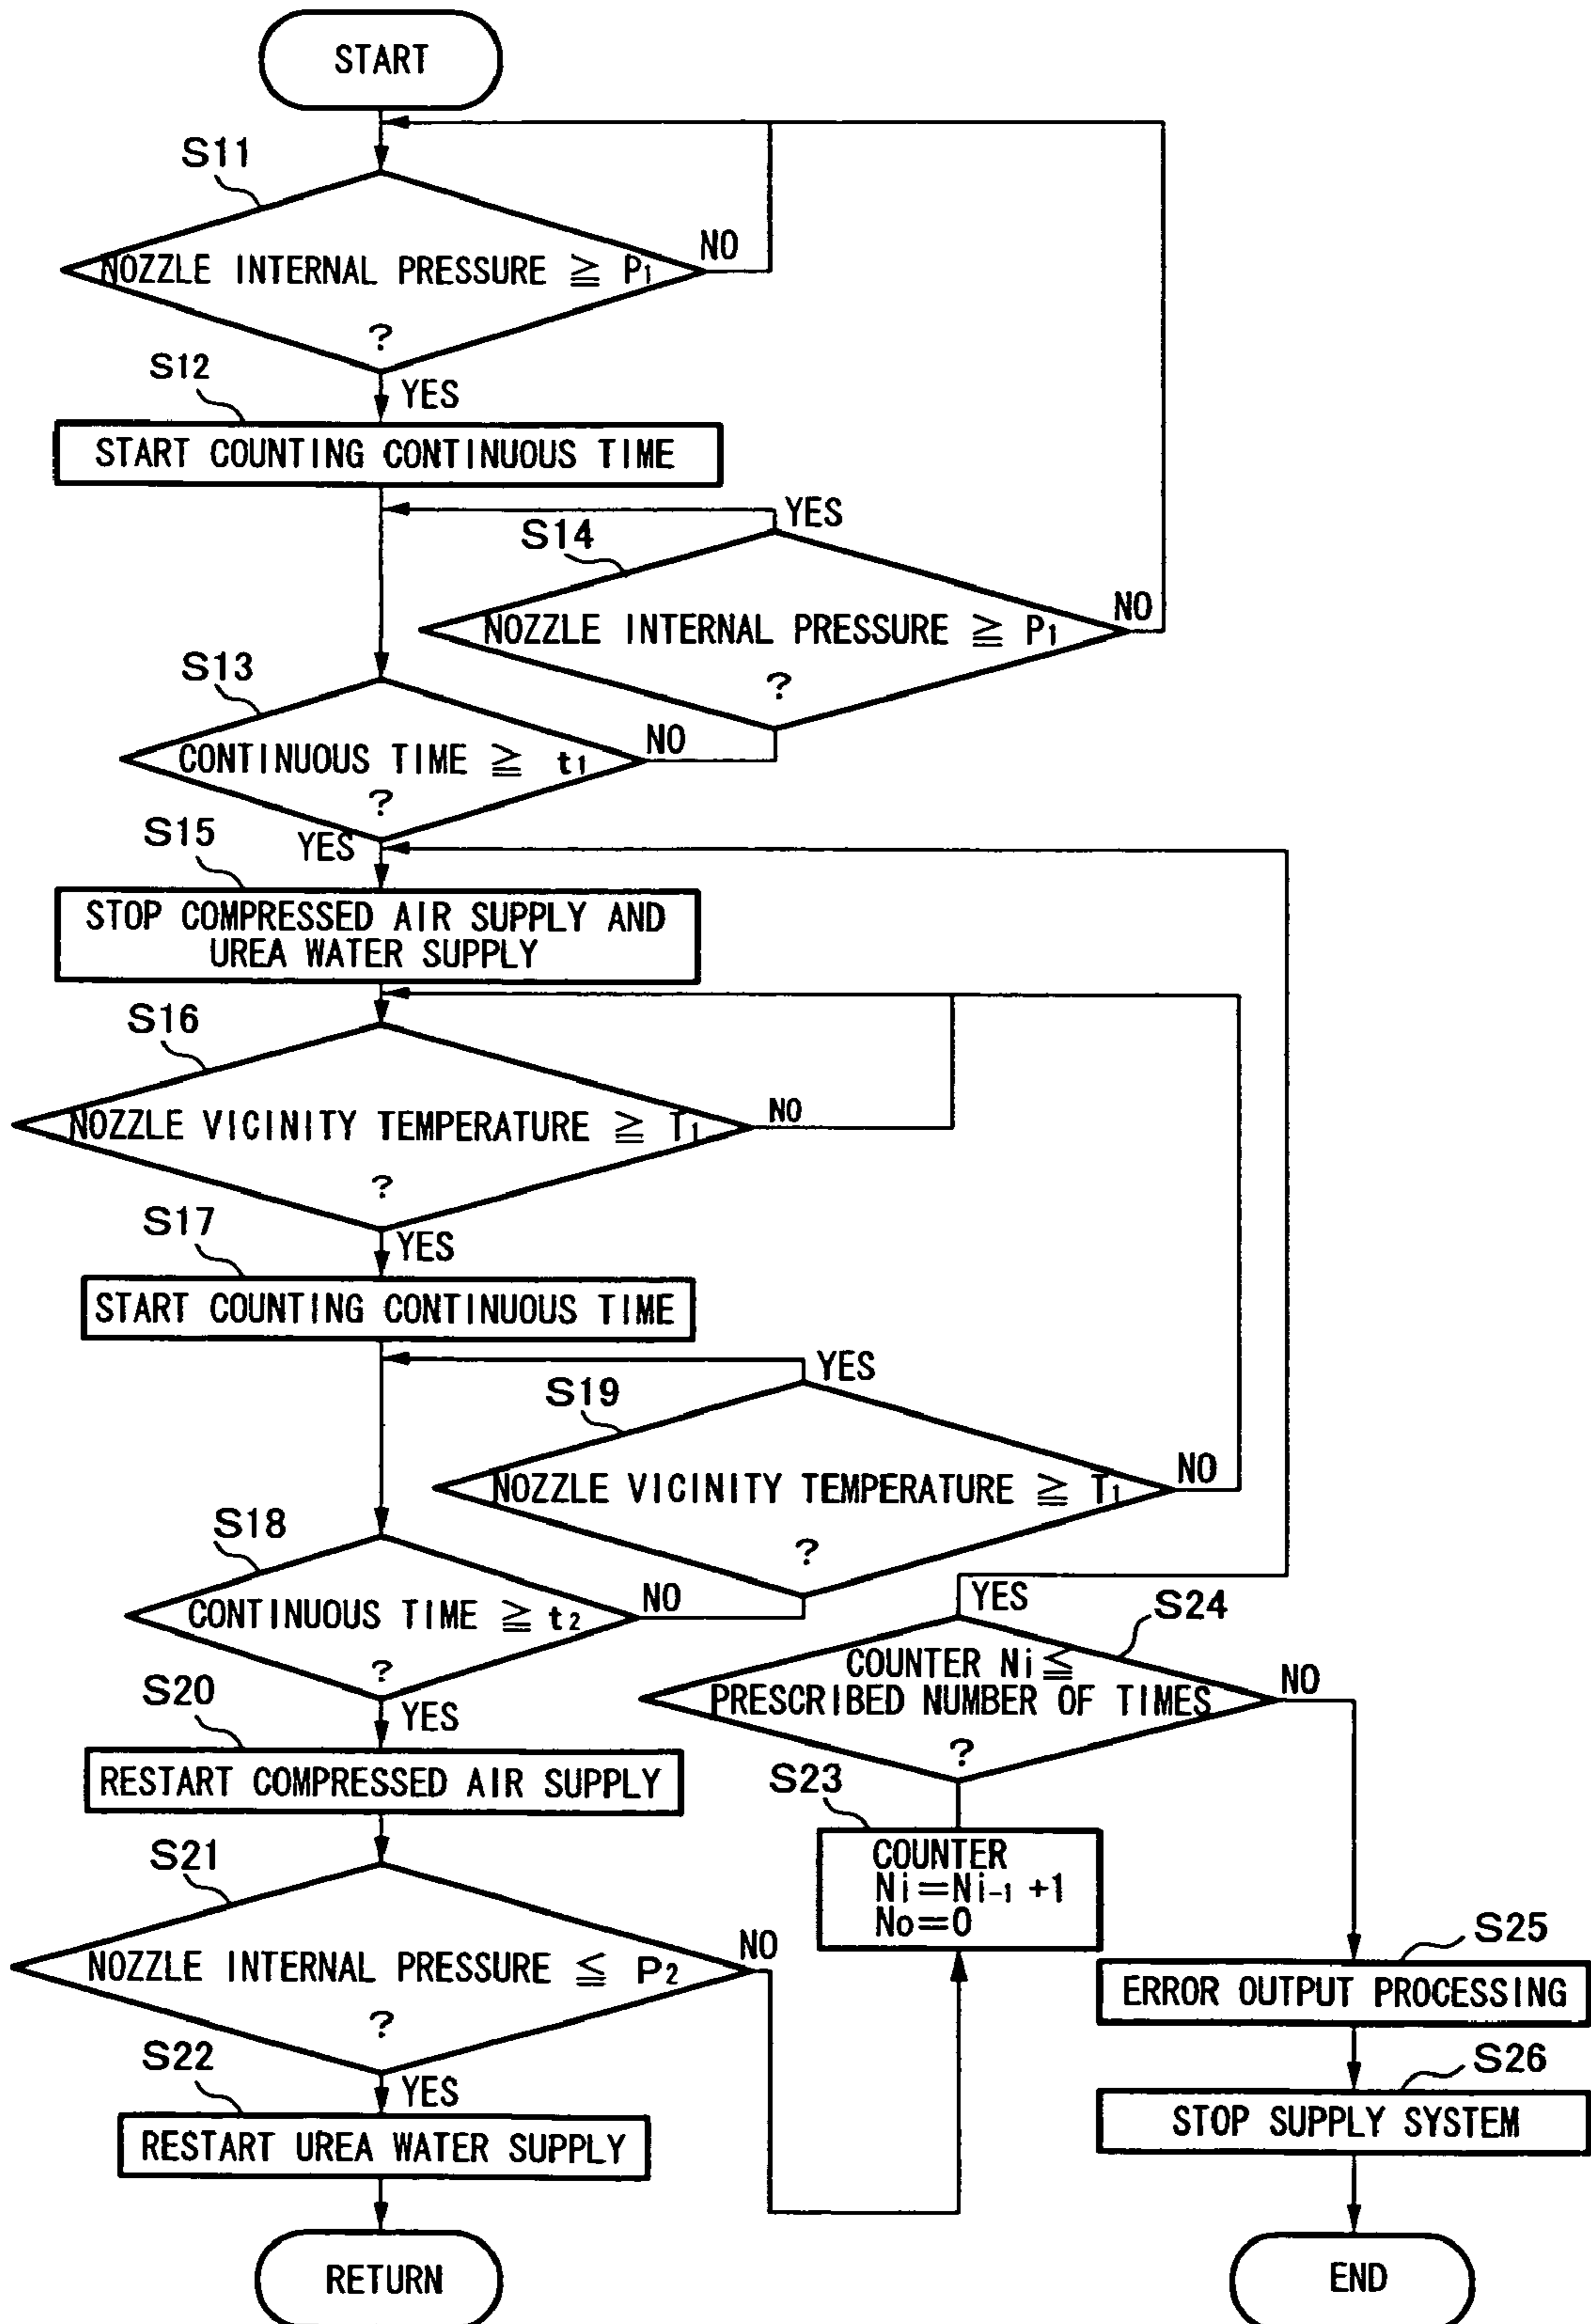 START
S11
NOZZLE INTERNAL PRESSURE ≧ P1
?
NO
S12
YES
START COUNTING CONTINUOUS TIME
YES
S14
NOZZLE INTERNAL PRESSURE ≧ P1
?
NO
S13
CONTINUOUS TIME ≧ t1
?
NO
S15
YES
STOP COMPRESSED AIR SUPPLY AND
UREA WATER SUPPLY
S16
NOZZLE VICINITY TEMPERATURE ≧ T1
?
NO
S17
YES
START COUNTING CONTINUOUS TIME
YES
S19
NOZZLE VICINITY TEMPERATURE ≧ T1
?
NO
S18
CONTINUOUS TIME ≧ t2
?
NO
YES
S24
COUNTER Ni≦
PRESCRIBED NUMBER OF TIMES
?
NO
S20
YES
RESTART COMPRESSED AIR SUPPLY
S23
COUNTER
Ni=Ni-1 +1
No=0
S21
NOZZLE INTERNAL PRESSURE ≦ P2
?
NO
S25
ERROR OUTPUT PROCESSING
S22
YES
RESTART UREA WATER SUPPLY
S26
STOP SUPPLY SYSTEM
RETURN
END